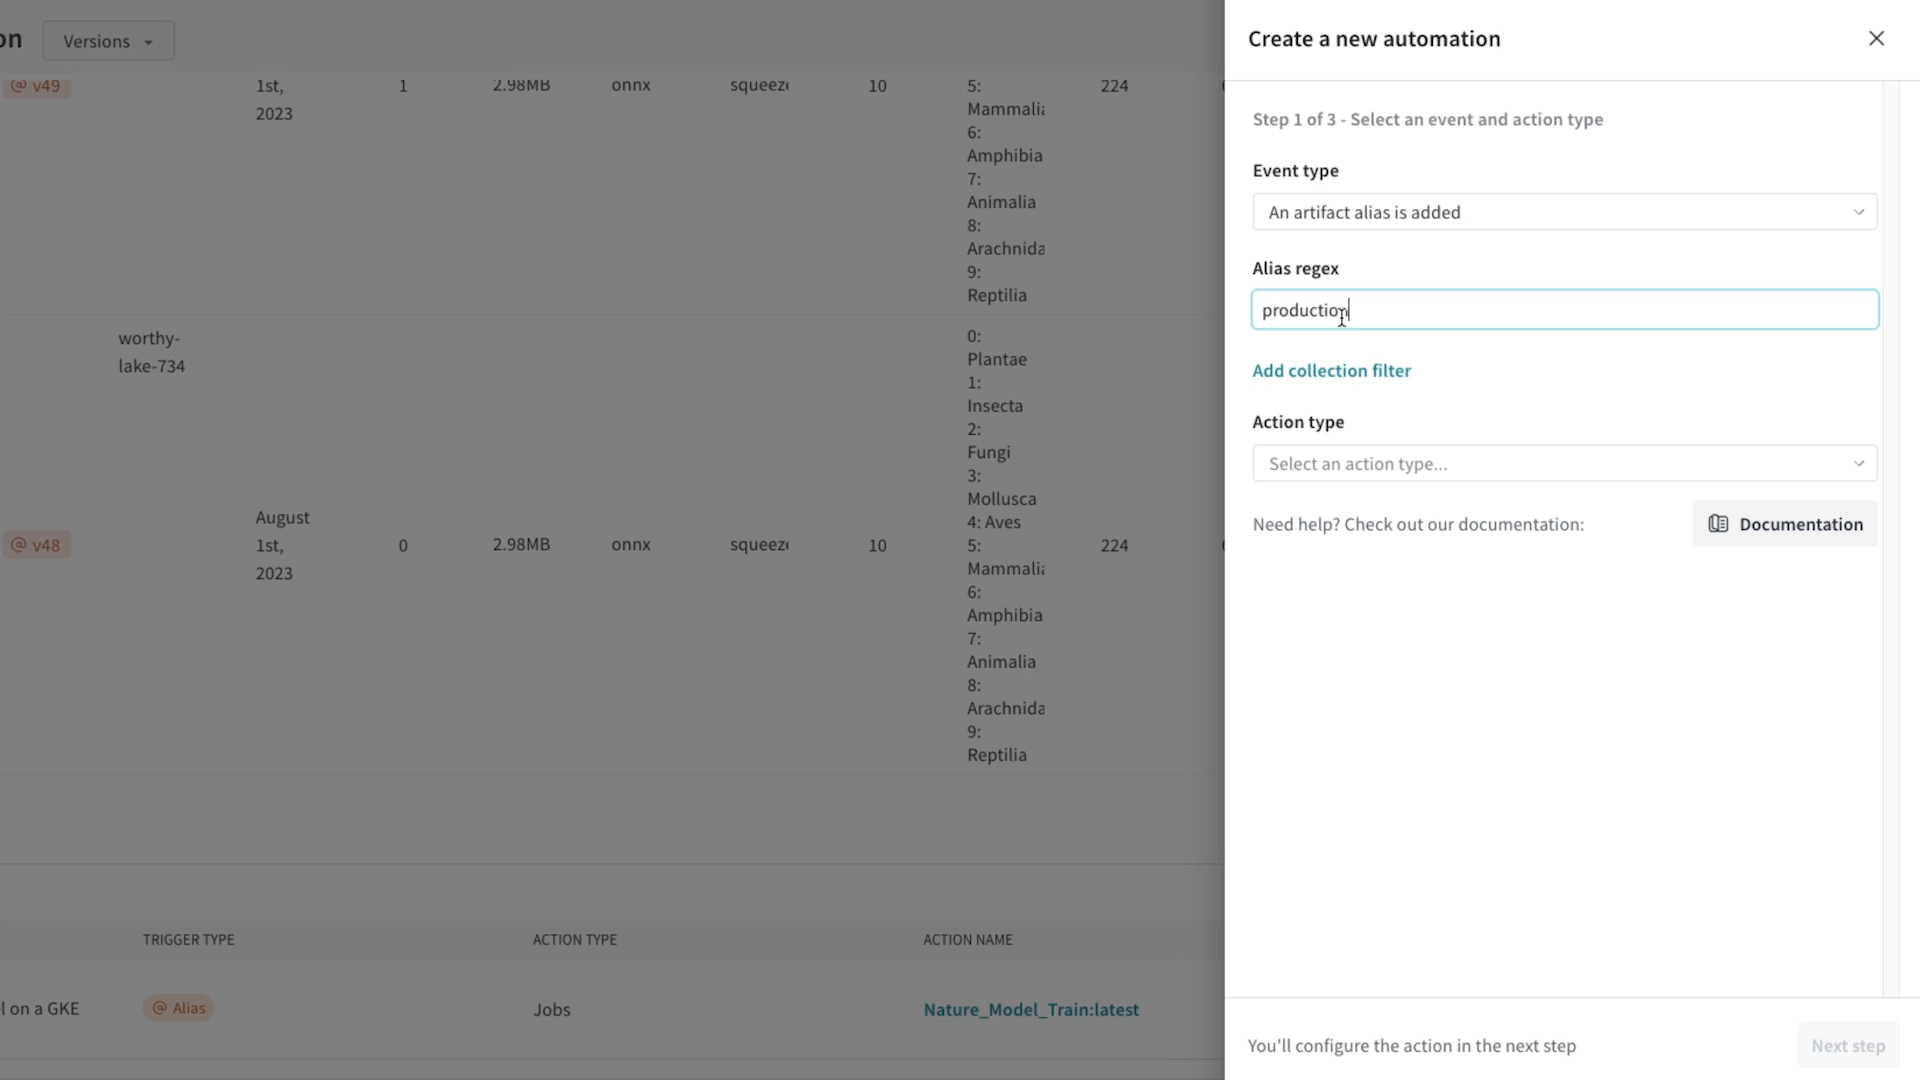 on
Versions
v49
1st,
2023
1
2.98MB
onnx
10
5:
6:
Amphibia
7:
Animalia
8:
Arachnida
9:
Reptilia
224
worthy-
lake-734
v48
August
1st,
2023
0
2.98MB
onnx
10
0:
Plantae
1:
Insecta
2:
Fungi
3:
Mollusca
4: Aves
5:
6:
Amphibia
7:
Animalia
8:
Arachnida
9:
Reptilia
224
TRIGGER TYPE
ACTION TYPE
ACTION NAME
l on a GKE
Alias
Jobs
Nature_Model_Train:latest
Create a new automation
Step 1 of 3 - Select an event and action type
Event type
An artifact alias is added
Alias regex
production
Add collection filter
Action type
Select an action type...
Need help? Check out our documentation:
Documentation
You'll configure the action in the next step
Next step